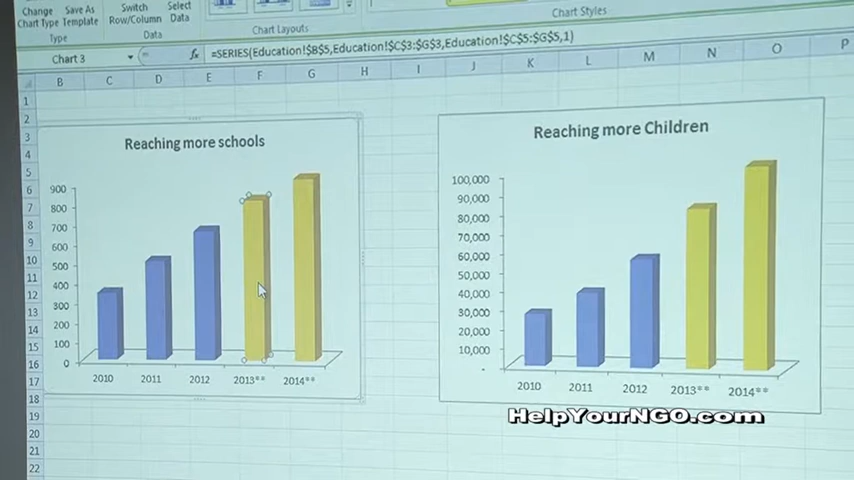 Change
Chart Type
Save As
Template
Switch
Row/Column
Select
Data
Type
Data
Chart Layouts
Chart Styles
Chart 3
fx
=SERIES(Education!$B$5,Education!$C$3:$G$3,Education!$C$5:$G$5,1)
B C D E F G H I J K L M N O P
1
2
3
4
5
6
7
8
9
10
11
12
13
14
15
16
17
18
19
20
21
22
Reaching more schools
900
800
700
600
500
400
300
200
100
0
2010 2011 2012 2013** 2014**
Reaching more Children
100,000
90,000
80,000
70,000
60,000
50,000
40,000
30,000
20,000
10,000
-
2010 2011 2012 2013** 2014**
HelpYourNGO.com